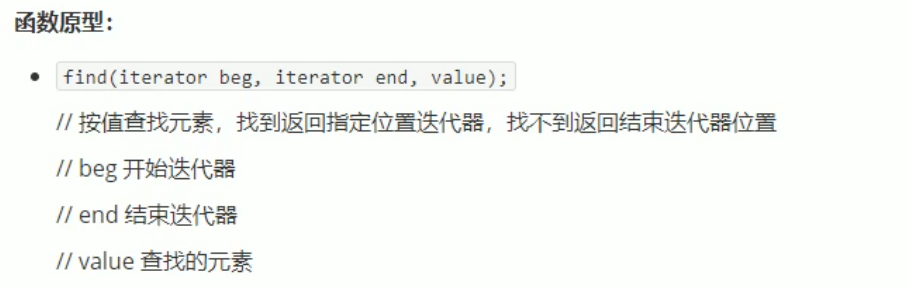 函数原型：
• find(iterator beg, iterator end, value);
// 按值查找元素，找到返回指定位置迭代器，找不到返回结束迭代器位置
// beg 开始迭代器
// end 结束迭代器
// value 查找的元素